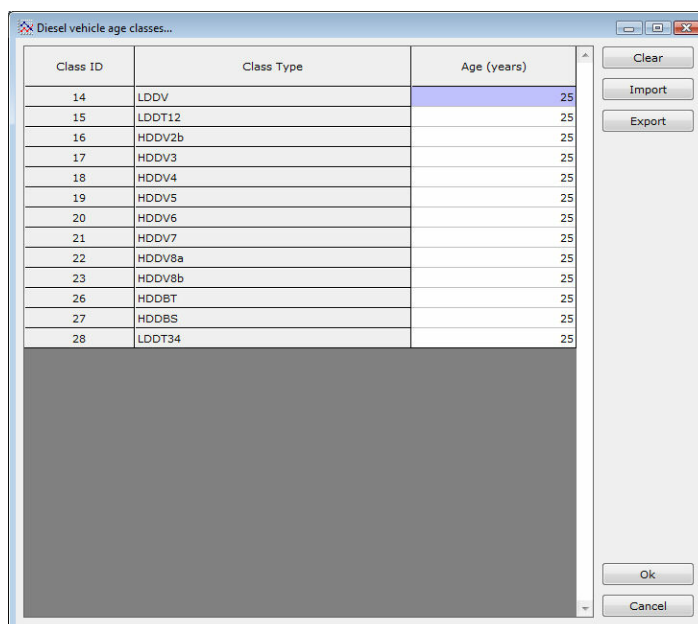 Diesel vehicle age classes...
Class ID Class Type Age (years)
14 LDDV 25
15 LDDT12 25
16 HDDV2b 25
17 HDDV3 25
18 HDDV4 25
19 HDDV5 25
20 HDDV6 25
21 HDDV7 25
22 HDDV8a 25
23 HDDV8b 25
26 HDDBT 25
27 HDDBS 25
28 LDDT34 25
Clear
Import
Export
Ok
Cancel